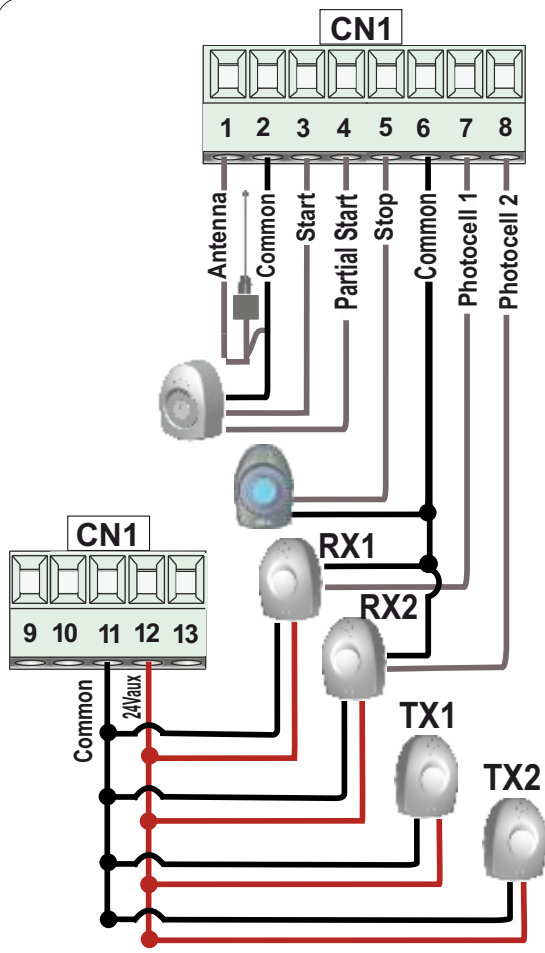 CN1
1 2 3 4 5 6 7 8
Antenna
Common
Start
Partial Start
Stop
Common
Photocell 1
Photocell 2
RX1
CN1
RX2
9 10 11 12 13
Common
24Vaux
TX1
TX2